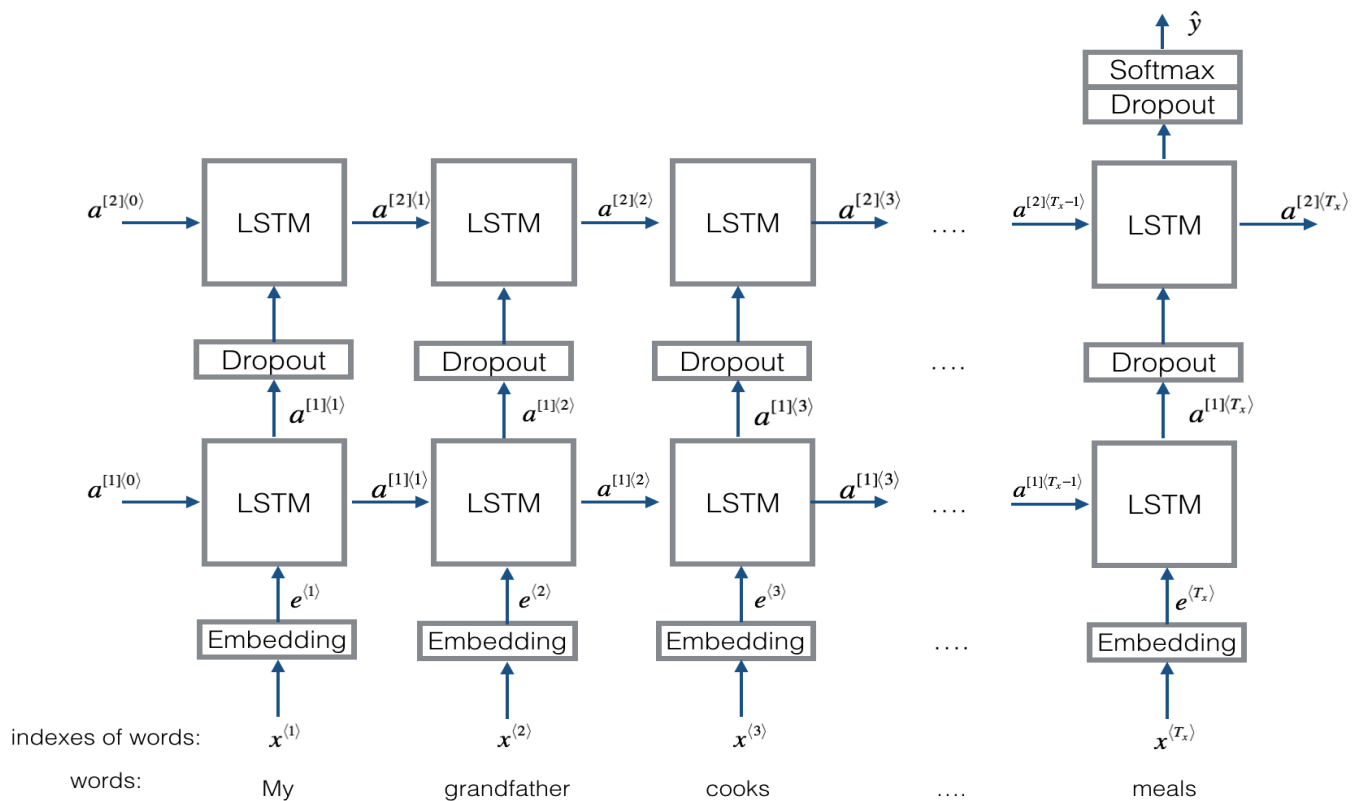 ŷ
Softmax
Dropout
a[2]⟨0⟩ LSTM a[2]⟨1⟩ LSTM a[2]⟨2⟩ LSTM a[2]⟨3⟩ .... a[2]⟨Tx−1⟩ LSTM a[2]⟨Tx⟩
Dropout Dropout Dropout .... Dropout
a[1]⟨1⟩ a[1]⟨2⟩ a[1]⟨3⟩ a[1]⟨Tx⟩
a[1]⟨0⟩ LSTM a[1]⟨1⟩ LSTM a[1]⟨2⟩ LSTM a[1]⟨3⟩ .... a[1]⟨Tx−1⟩ LSTM
e⟨1⟩ e⟨2⟩ e⟨3⟩ e⟨Tx⟩
Embedding Embedding Embedding .... Embedding
indexes of words: x⟨1⟩ x⟨2⟩ x⟨3⟩ x⟨Tx⟩
words: My grandfather cooks .... meals